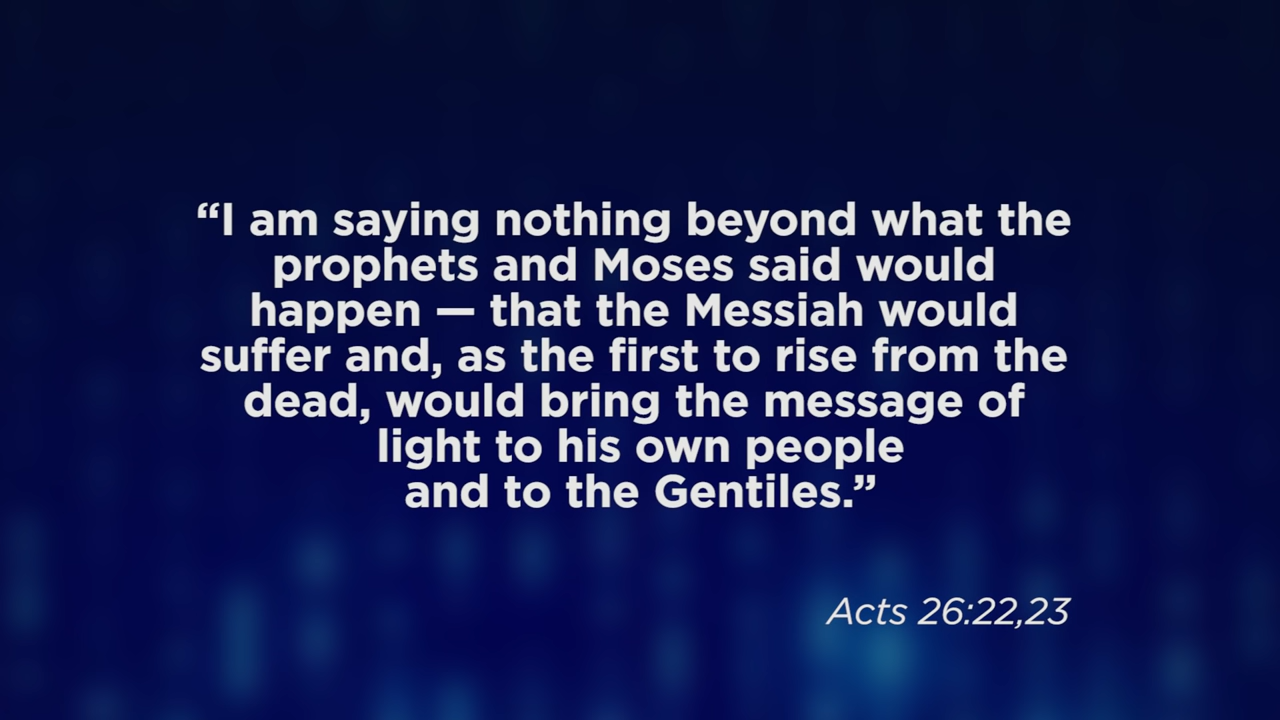 “I am saying nothing beyond what the
prophets and Moses said would
happen — that the Messiah would
suffer and, as the first to rise from the
dead, would bring the message of
light to his own people
and to the Gentiles.”
Acts 26:22,23